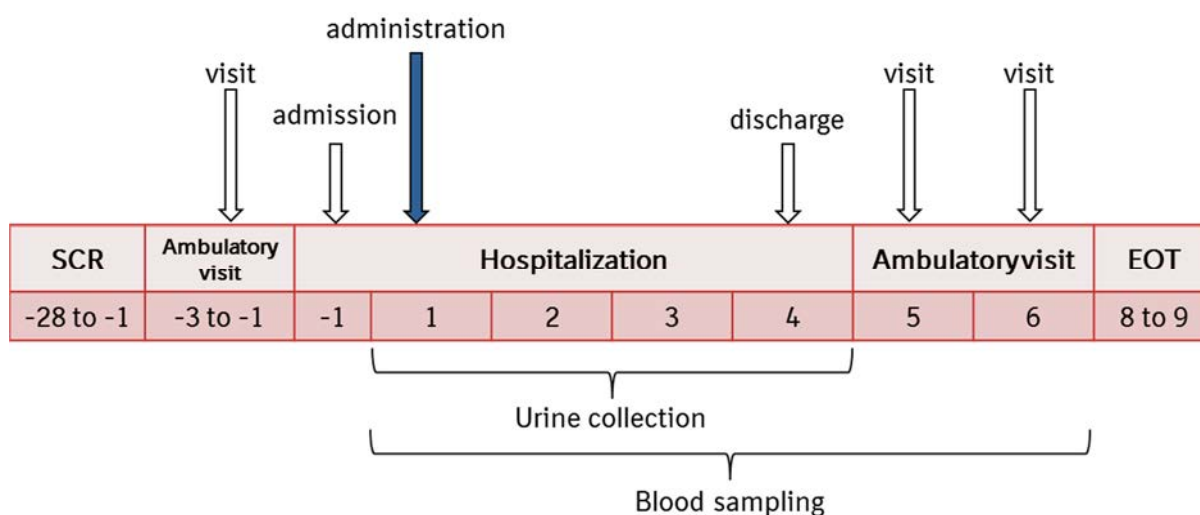 administration
visit
visit
visit
admission
discharge
SCR
Ambulatory
visit
Hospitalization
Ambulatoryvisit
EOT
-28 to -1
-3 to -1
-1
1
2
3
4
5
6
8 to 9
Urine collection
Blood sampling